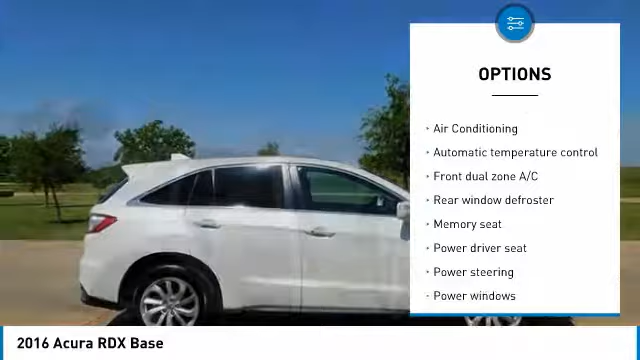 OPTIONS
· Air Conditioning
· Automatic temperature control
· Front dual zone A/C
· Rear window defroster
· Memory seat
· Power driver seat
· Power steering
· Power windows
2016 Acura RDX Base